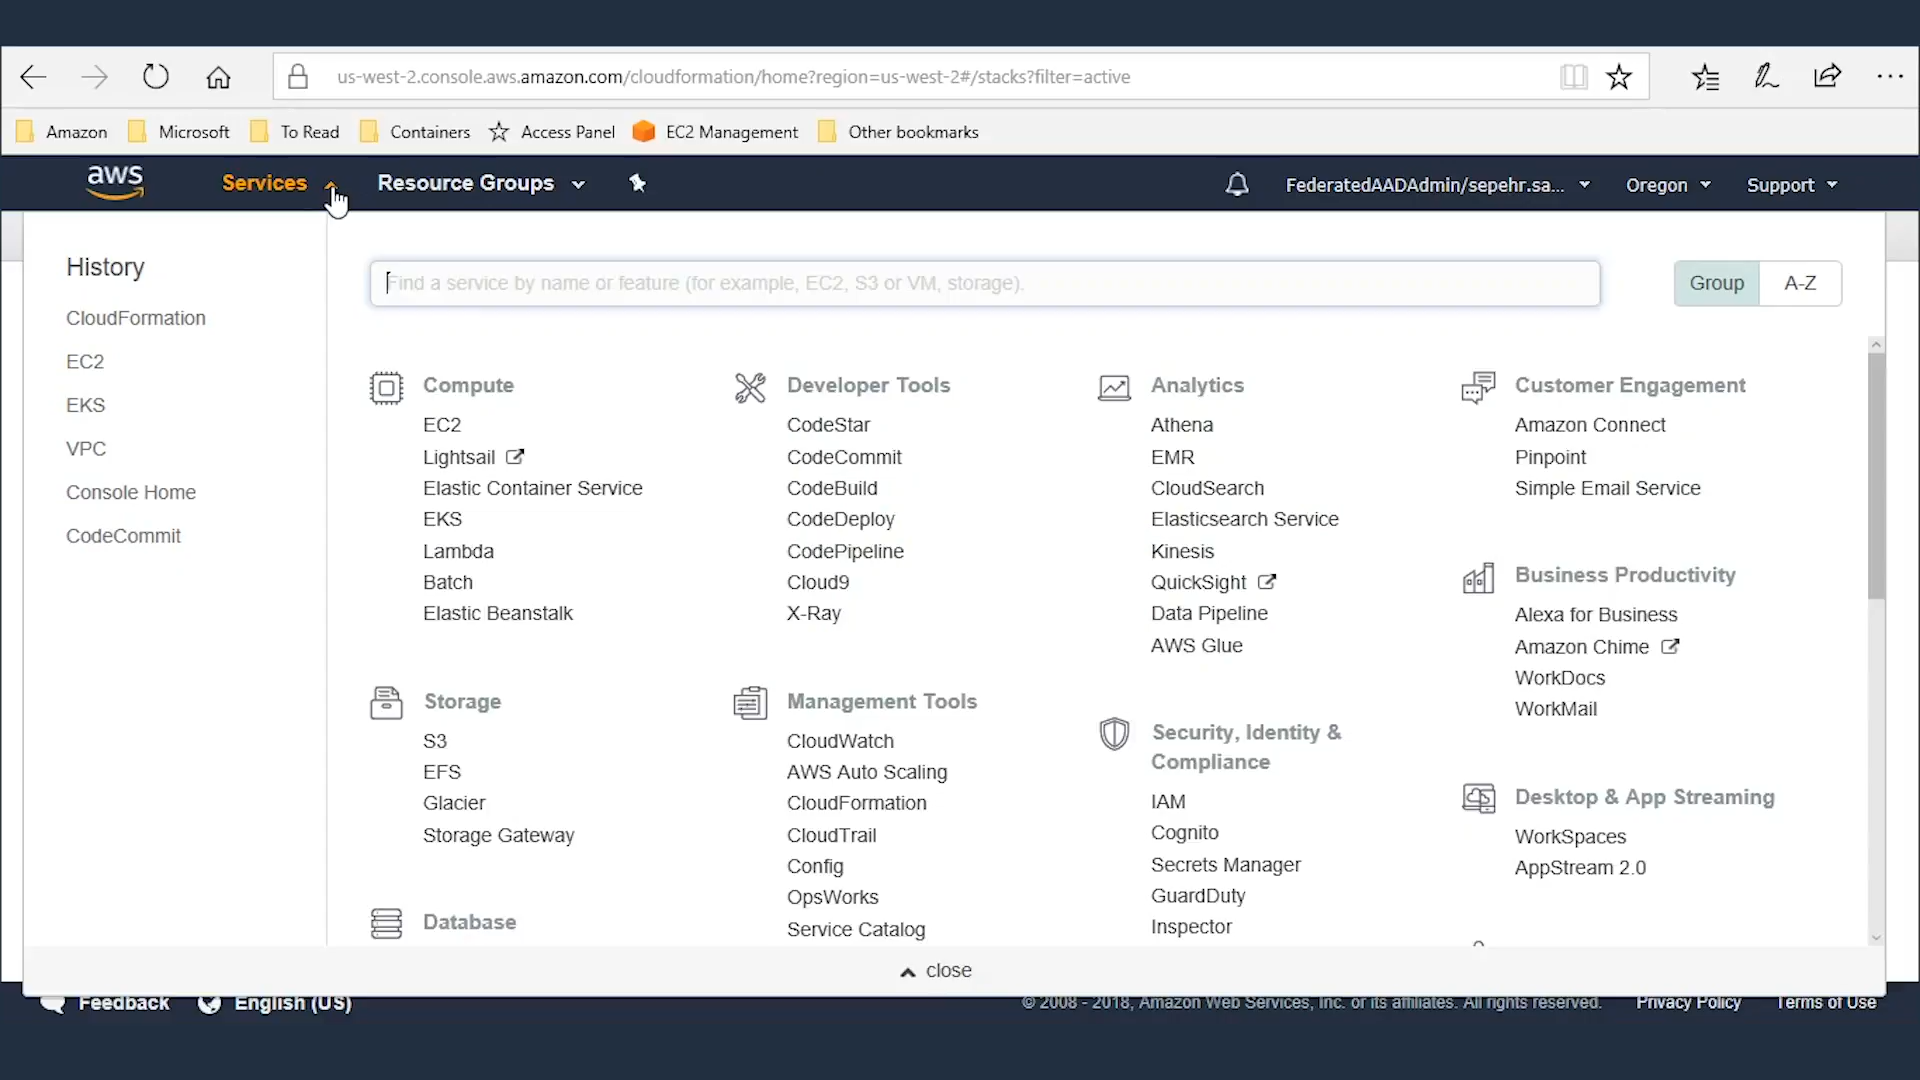 us-west-2.console.aws.amazon.com/cloudformation/home?region=us-west-2#/stacks?filter=active
Amazon Microsoft To Read Containers Access Panel EC2 Management Other bookmarks
aws Services Resource Groups FederatedAADAdmin/sepehr.sa... Oregon Support
History
CloudFormation
EC2
EKS
VPC
Console Home
CodeCommit
Find a service by name or feature (for example, EC2, S3 or VM, storage).
Group A-Z
Compute
EC2
Lightsail
Elastic Container Service
EKS
Lambda
Batch
Elastic Beanstalk
Storage
S3
EFS
Glacier
Storage Gateway
Database
Developer Tools
CodeStar
CodeCommit
CodeBuild
CodeDeploy
CodePipeline
Cloud9
X-Ray
Management Tools
CloudWatch
AWS Auto Scaling
CloudFormation
CloudTrail
Config
OpsWorks
Service Catalog
Analytics
Athena
EMR
CloudSearch
Elasticsearch Service
Kinesis
QuickSight
Data Pipeline
AWS Glue
Security, Identity &
Compliance
IAM
Cognito
Secrets Manager
GuardDuty
Inspector
Customer Engagement
Amazon Connect
Pinpoint
Simple Email Service
Business Productivity
Alexa for Business
Amazon Chime
WorkDocs
WorkMail
Desktop & App Streaming
WorkSpaces
AppStream 2.0
close
Feedback English (US) © 2008 - 2018, Amazon Web Services, Inc. or its affiliates. All rights reserved. Privacy Policy Terms of Use